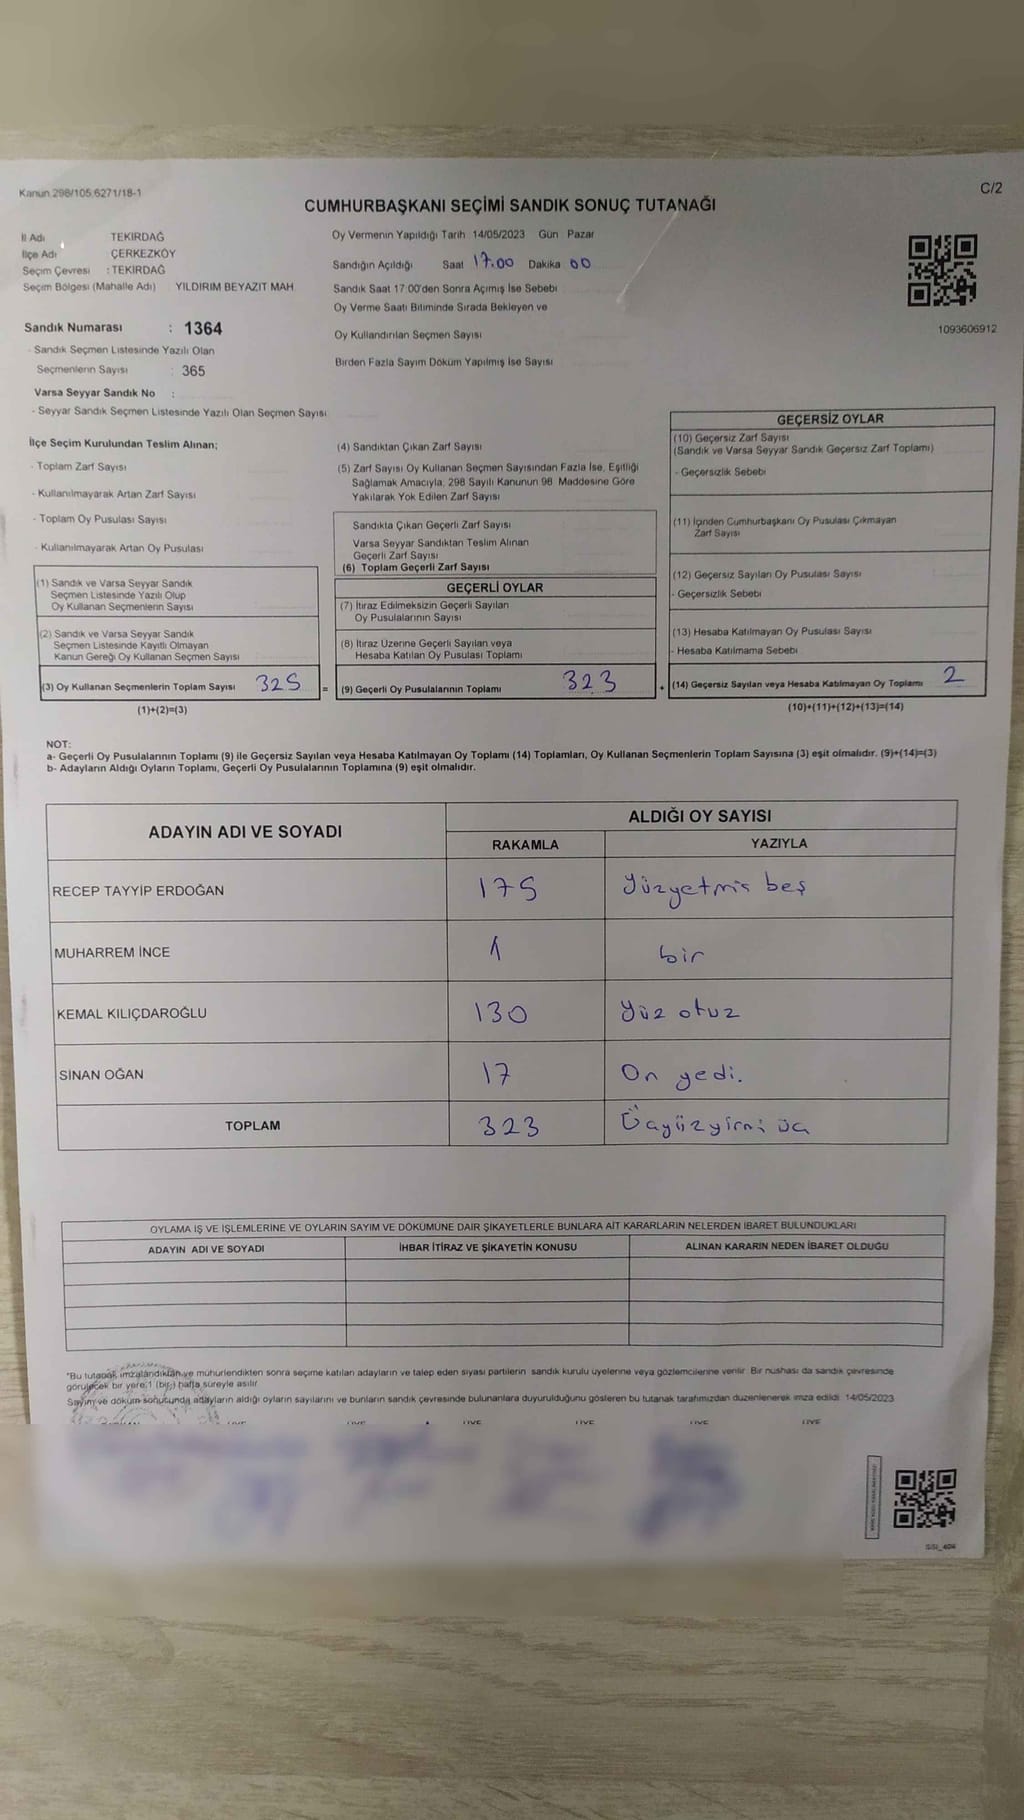 Kanun 298/105,6271/18-1
C/2
CUMHURBAŞKANI SEÇİMİ SANDIK SONUÇ TUTANAĞI
İl Adı TEKİRDAĞ
İlçe Adı ÇERKEZKÖY
Seçim Çevresi : TEKİRDAĞ
Seçim Bölgesi (Mahalle Adı) YILDIRIM BEYAZIT MAH
Oy Vermenin Yapıldığı Tarih 14/05/2023 Gün Pazar
Sandığın Açıldığı Saat 17.00 Dakika 00
Sandık Saat 17 00'den Sonra Açımış İse Sebebi
Oy Verme Saati Bitiminde Sırada Bekleyen ve
Oy Kullandırılan Seçmen Sayısı
Birden Fazla Sayım Döküm Yapılmış İse Sayısı
1093606912
Sandık Numarası : 1364
- Sandık Seçmen Listesinde Yazılı Olan
Seçmenlerin Sayısı : 365
Varsa Seyyar Sandık No :
- Seyyar Sandık Seçmen Listesinde Yazılı Olan Seçmen Sayısı
İlçe Seçim Kurulundan Teslim Alınan;
- Toplam Zarf Sayısı
- Kullanılmayarak Artan Zarf Sayısı
- Toplam Oy Pusulası Sayısı
- Kullanılmayarak Artan Oy Pusulası
(1) Sandık ve Varsa Seyyar Sandık
Seçmen Listesinde Yazılı Olup
Oy Kullanan Seçmenlerin Sayısı
(2) Sandık ve Varsa Seyyar Sandık
Seçmen Listesinde Kayıtlı Olmayan
Kanun Gereği Oy Kullanan Seçmen Sayısı
(3) Oy Kullanan Seçmenlerin Toplam Sayısı 325 =
(1)+(2)=(3)
(4) Sandıktan Çıkan Zarf Sayısı
(5) Zarf Sayısı Oy Kullanan Seçmen Sayısından Fazla İse, Eşitliği
Sağlamak Amacıyla, 298 Sayılı Kanunun 98. Maddesine Göre
Yakılarak Yok Edilen Zarf Sayısı
Sandıkta Çıkan Geçerli Zarf Sayısı
Varsa Seyyar Sandıktan Teslim Alınan
Geçerli Zarf Sayısı
(6) Toplam Geçerli Zarf Sayısı
GEÇERLİ OYLAR
(7) İtiraz Edilmeksizin Geçerli Sayılan
Oy Pusulalarının Sayısı
(8) İtiraz Üzerine Geçerli Sayılan veya
Hesaba Katılan Oy Pusulası Toplamı
(9) Geçerli Oy Pusulalarının Toplamı 323 +
GEÇERSİZ OYLAR
(10) Geçersiz Zarf Sayısı
(Sandık ve Varsa Seyyar Sandık Geçersiz Zarf Toplamı)
- Geçersizlik Sebebi
(11) İçinden Cumhurbaşkanı Oy Pusulası Çıkmayan
Zarf Sayısı
(12) Geçersiz Sayılan Oy Pusulası Sayısı
- Geçersizlik Sebebi
(13) Hesaba Katılmayan Oy Pusulası Sayısı
- Hesaba Katılmama Sebebi
(14) Geçersiz Sayılan veya Hesaba Katılmayan Oy Toplamı 2
(10)+(11)+(12)+(13)=(14)
NOT:
a- Geçerli Oy Pusulalarının Toplamı (9) ile Geçersiz Sayılan veya Hesaba Katılmayan Oy Toplamı (14) Toplamları, Oy Kullanan Seçmenlerin Toplam Sayısına (3) eşit olmalıdır. (9)+(14)=(3)
b- Adayların Aldığı Oyların Toplamı, Geçerli Oy Pusulalarının Toplamına (9) eşit olmalıdır.
ADAYIN ADI VE SOYADI ALDIĞI OY SAYISI
RAKAMLA YAZIYLA
RECEP TAYYİP ERDOĞAN 175 Yüzyetmiş beş
MUHARREM İNCE 1 bir
KEMAL KILIÇDAROĞLU 130 Yüz otuz
SİNAN OĞAN 17 On yedi.
TOPLAM 323 Üçyüzyirmi üç
OYLAMA İŞ VE İŞLEMLERİNE VE OYLARIN SAYIM VE DÖKÜMÜNE DAİR ŞİKAYETLERLE BUNLARA AİT KARARLARIN NELERDEN İBARET BULUNDUKLARI
ADAYIN ADI VE SOYADI İHBAR İTİRAZ VE ŞİKAYETİN KONUSU ALINAN KARARIN NEDEN İBARET OLDUĞU
"Bu tutanak imzalandıktan ve mühürlendikten sonra seçime katılan adayların ve talep eden siyasi partilerin sandık kurulu üyelerine veya gözlemcilerine verilir. Bir nüshası da sandık çevresinde
görülecek bir yere 1 (bir) hafta süreyle asılır
Sayım ve döküm sonucunda adayların aldığı oyların sayılarını ve bunların sandık çevresinde bulunanlara duyurulduğunu gösteren bu tutanak tarafımızdan düzenlenerek imza edildi 14/05/2023